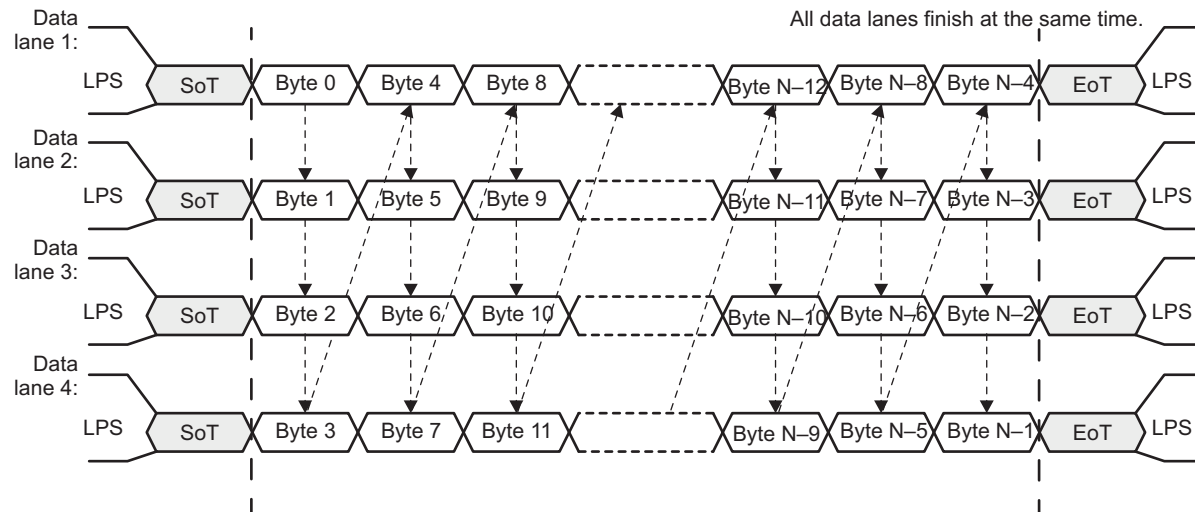 Data
lane 1:
All data lanes finish at the same time.
LPS SoT Byte 0 Byte 4 Byte 8 Byte N–12 Byte N–8 Byte N–4 EoT LPS
Data
lane 2:
LPS SoT Byte 1 Byte 5 Byte 9 Byte N–11 Byte N–7 Byte N–3 EoT LPS
Data
lane 3:
LPS SoT Byte 2 Byte 6 Byte 10 Byte N–10 Byte N–6 Byte N–2 EoT LPS
Data
lane 4:
LPS SoT Byte 3 Byte 7 Byte 11 Byte N–9 Byte N–5 Byte N–1 EoT LPS